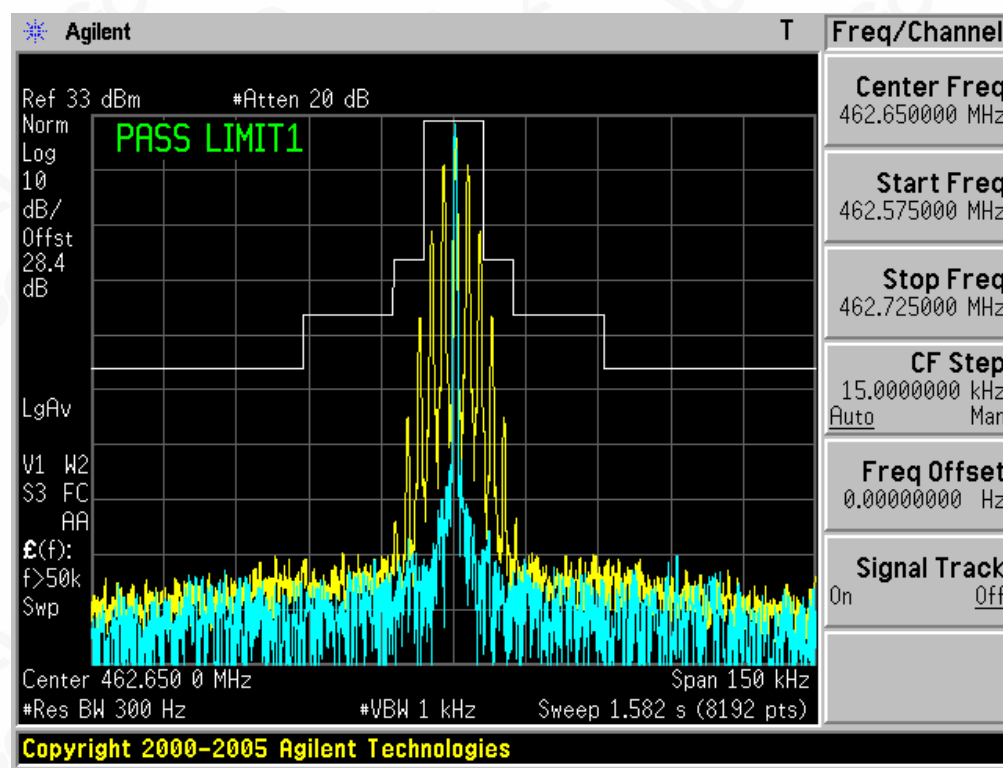 Agilent T
Freq/Channel
Ref 33 dBm #Atten 20 dB
Norm
Log
10
dB/
Offst
28.4
dB
PASS LIMIT1
LgAv
V1 W2
S3 FC
AA
£(f):
f>50k
Swp
Center 462.650 0 MHz Span 150 kHz
#Res BW 300 Hz #VBW 1 kHz Sweep 1.582 s (8192 pts)
Copyright 2000-2005 Agilent Technologies
Center Freq
462.650000 MHz
Start Freq
462.575000 MHz
Stop Freq
462.725000 MHz
CF Step
15.0000000 kHz
Auto Man
Freq Offset
0.00000000 Hz
Signal Track
On Off